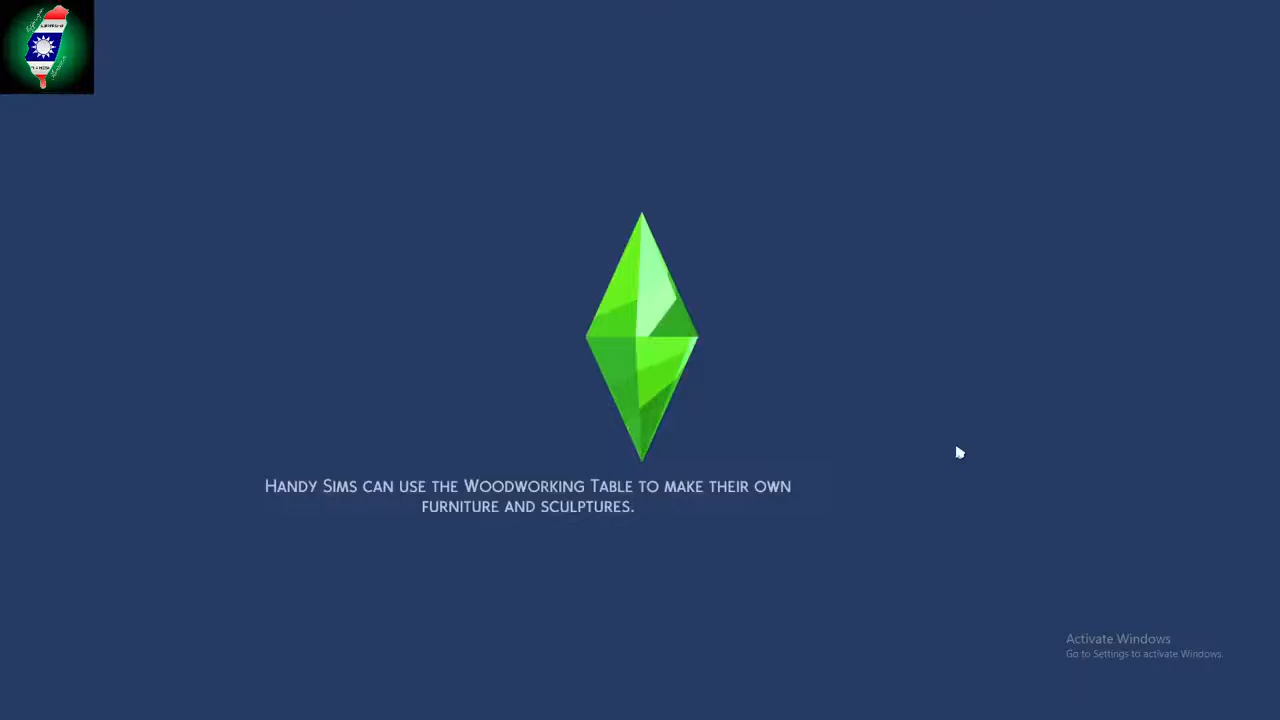 Handy Sims can use the Woodworking Table to make their own
furniture and sculptures.
Activate Windows
Go to Settings to activate Windows.